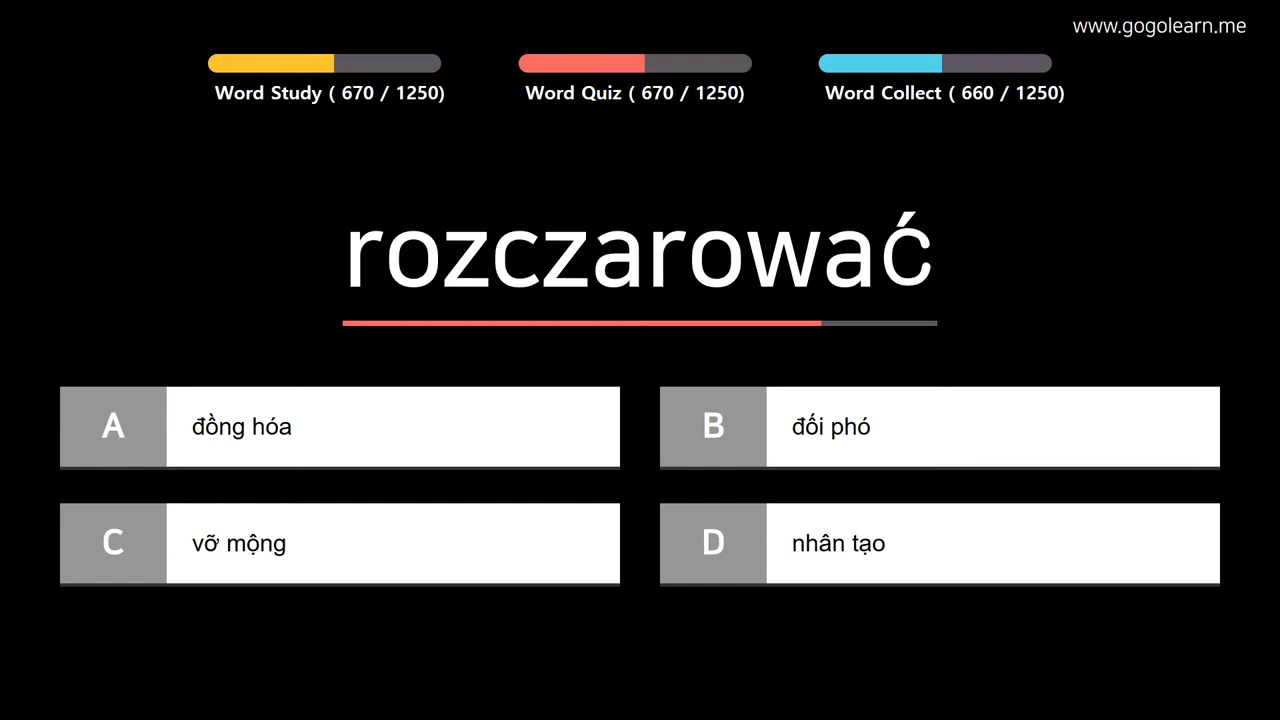 www.gogolearn.me
Word Study ( 670 / 1250)
Word Quiz ( 670 / 1250)
Word Collect ( 660 / 1250)
rozczarować
A
đồng hóa
B
đối phó
C
vỡ mộng
D
nhân tạo